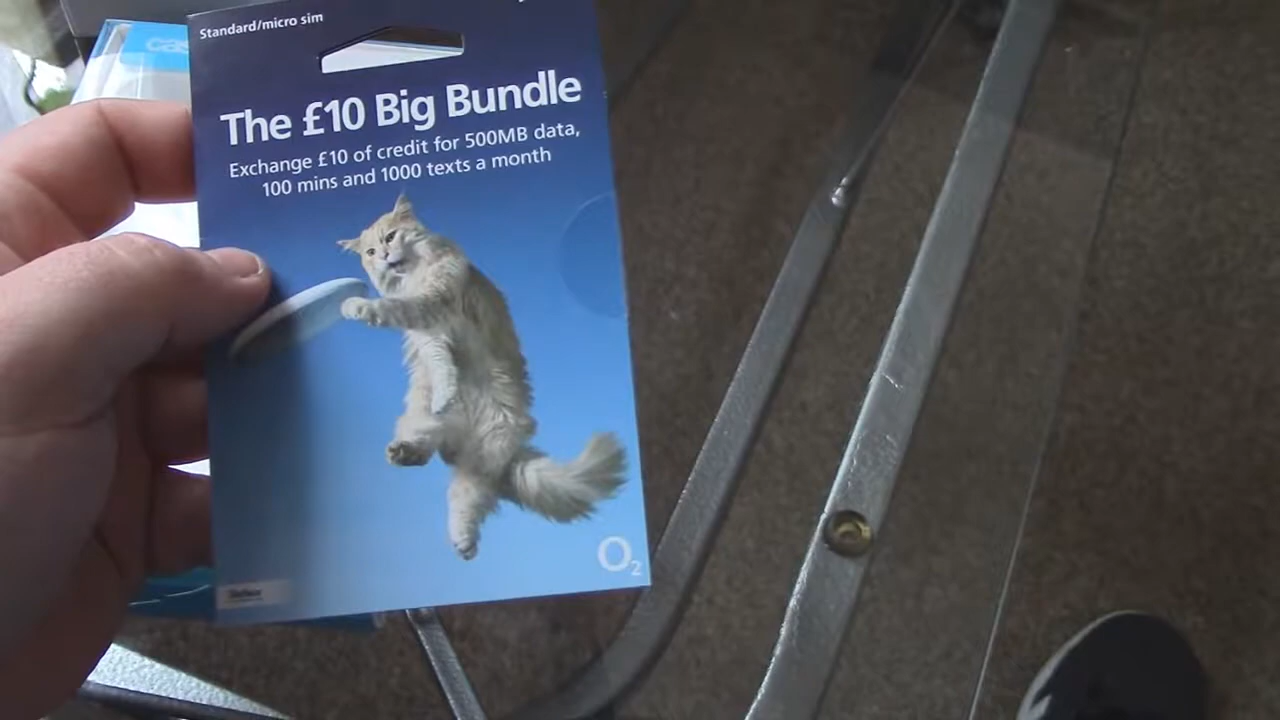 Standard/micro sim
The £10 Big Bundle
Exchange £10 of credit for 500MB data,
100 mins and 1000 texts a month
O2